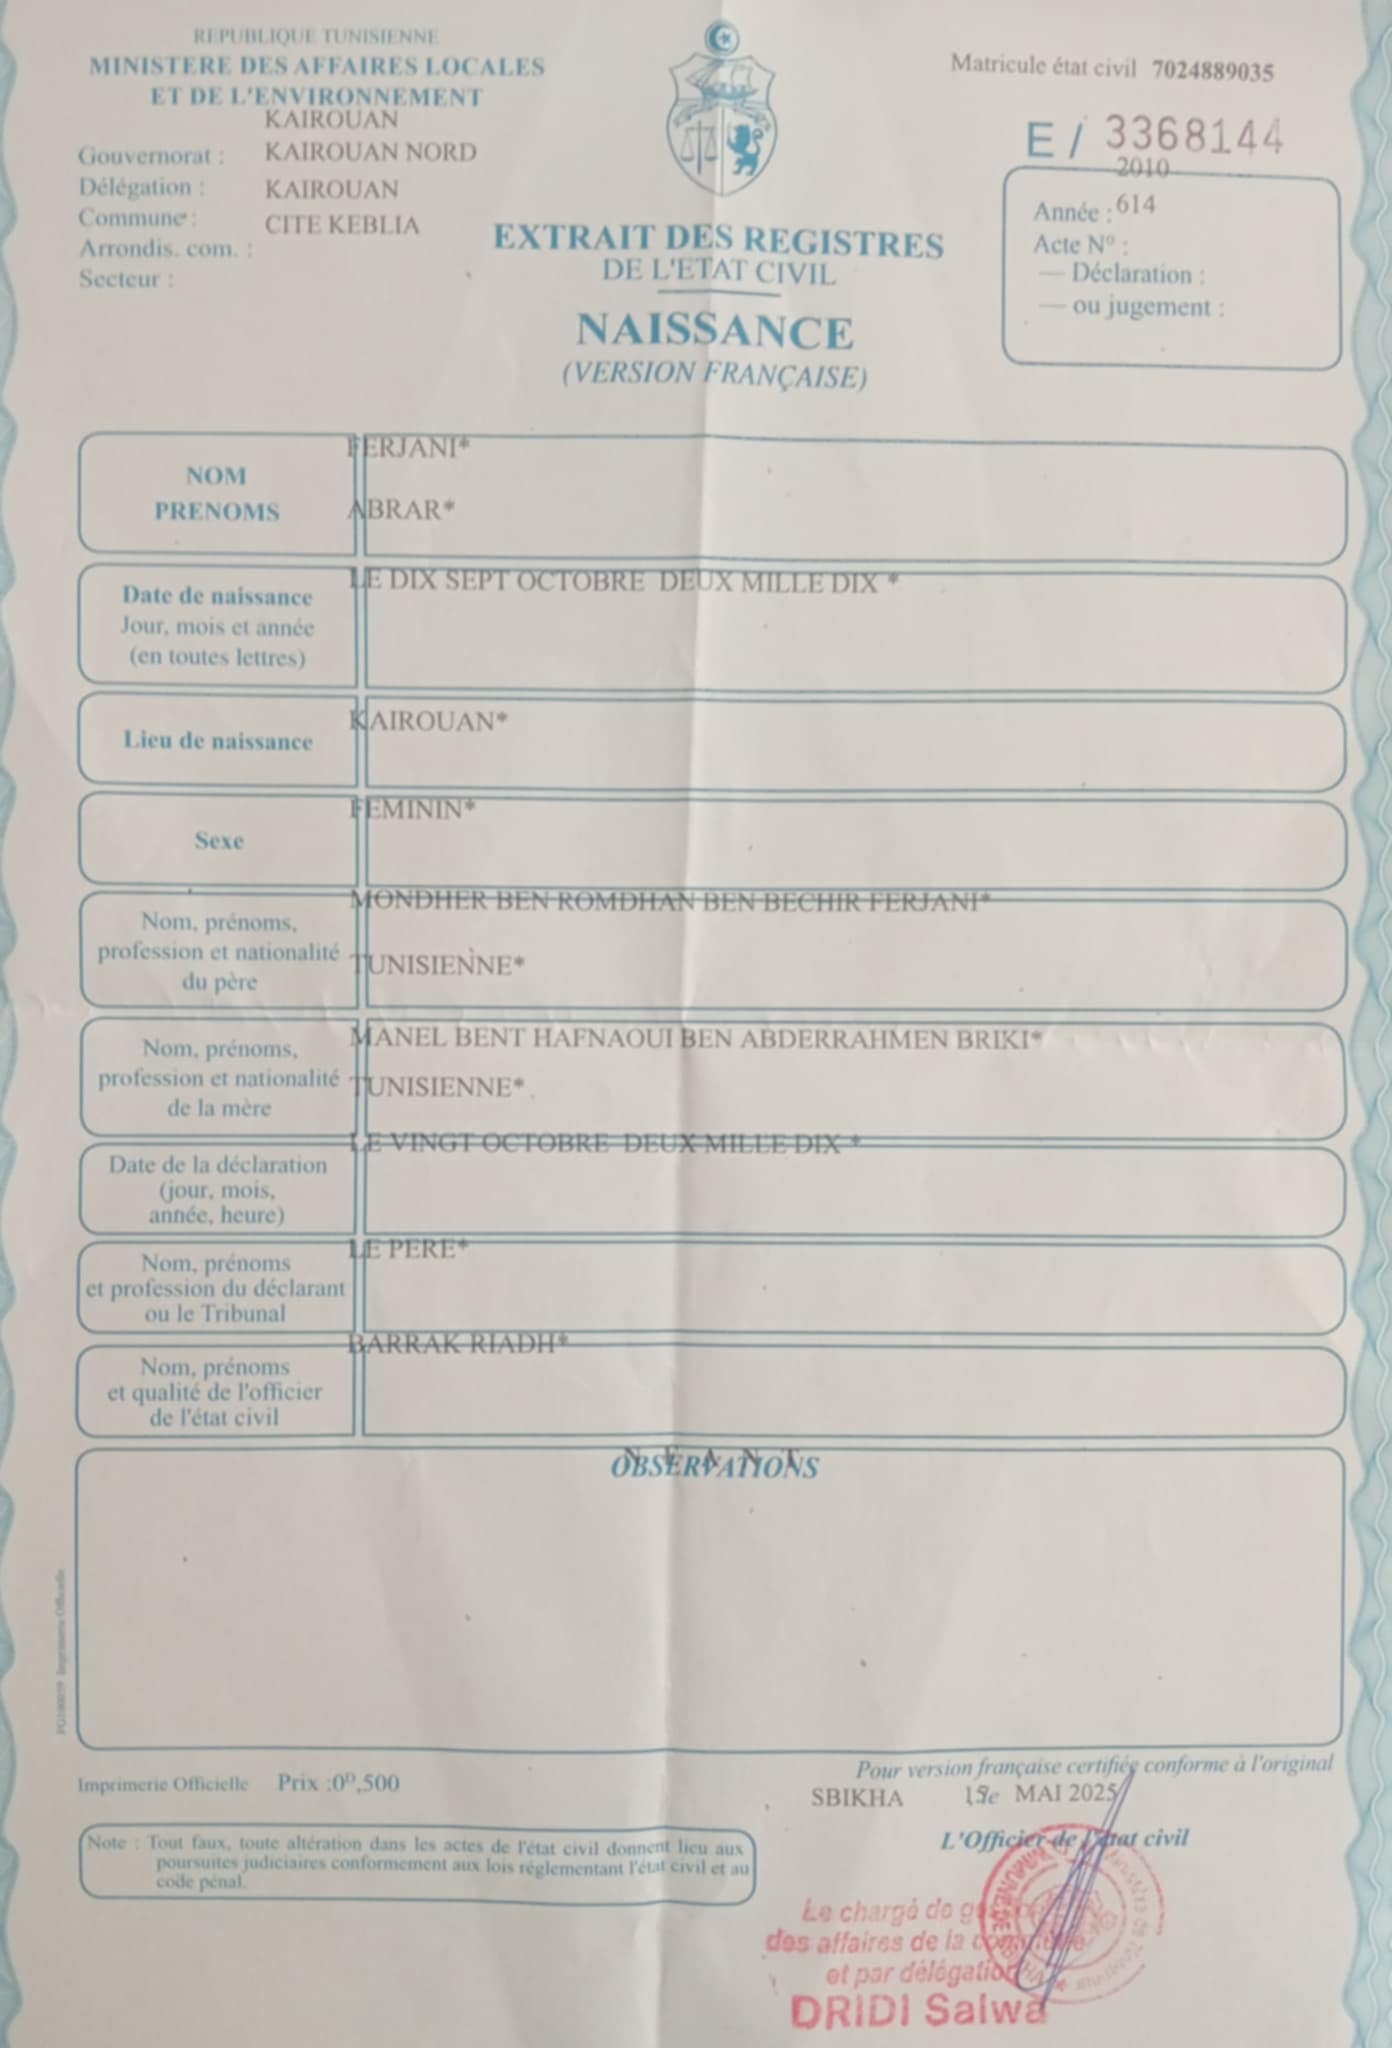 REPUBLIQUE TUNISIENNE
MINISTERE DES AFFAIRES LOCALES
ET DE L'ENVIRONNEMENT
KAIROUAN
Gouvernorat : KAIROUAN NORD
Délégation : KAIROUAN
Commune : CITE KEBLIA
Arrondis. com. :
Secteur :
Matricule état civil 7024889035
E / 3368144
2010
Année : 614
Acte N° :
— Déclaration :
— ou jugement :
EXTRAIT DES REGISTRES
DE L'ETAT CIVIL
NAISSANCE
(VERSION FRANÇAISE)
NOM FERJANI*
PRENOMS ABRAR*
LE DIX SEPT OCTOBRE DEUX MILLE DIX *
Date de naissance
Jour, mois et année
(en toutes lettres)
KAIROUAN*
Lieu de naissance
FEMININ*
Sexe
MONDHER BEN ROMDHAN BEN BECHIR FERJANI*
Nom, prénoms,
profession et nationalité TUNISIENNE*
du père
MANEL BENT HAFNAOUI BEN ABDERRAHMEN BRIKI*
Nom, prénoms,
profession et nationalité TUNISIENNE*
de la mère
LE VINGT OCTOBRE DEUX MILLE DIX *
Date de la déclaration
(jour, mois,
année, heure)
LE PERE*
Nom, prénoms
et profession du déclarant
ou le Tribunal
BARRAK RIADH*
Nom, prénoms
et qualité de l'officier
de l'état civil
N E A N T
OBSERVATIONS
Imprimerie Officielle
Imprimerie Officielle Prix :0ᴰ,500
Pour version française certifiée conforme à l'original
SBIKHA MAI 2025
L'Officier de l'état civil
Note : Tout faux, toute altération dans les actes de l'état civil donnent lieu aux
poursuites judiciaires conformement aux lois réglementant l'état civil et au
code pénal.
Le chargé de
des affaires de la
et par délégation
DRIDI Salwa